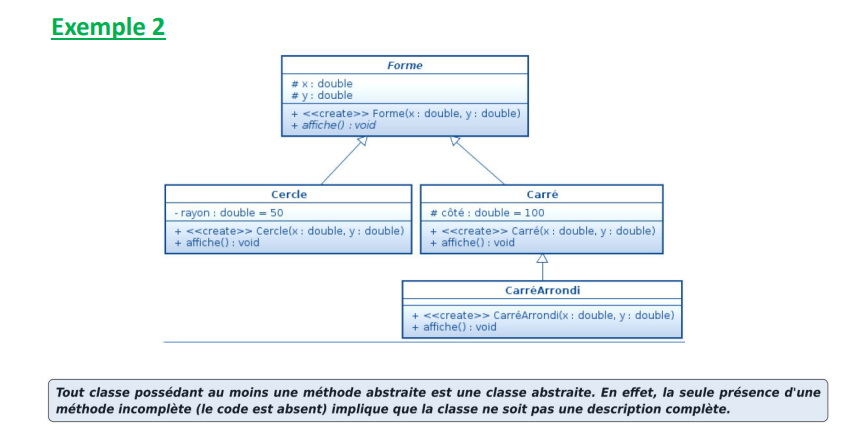 Exemple 2
Forme
# x : double
# y : double
+ <<create>> Forme(x : double, y : double)
+ affiche() : void
Cercle
- rayon : double = 50
+ <<create>> Cercle(x : double, y : double)
+ affiche() : void
Carré
# côté : double = 100
+ <<create>> Carré(x : double, y : double)
+ affiche() : void
CarréArrondi
+ <<create>> CarréArrondi(x : double, y : double)
+ affiche() : void
Tout classe possédant au moins une méthode abstraite est une classe abstraite. En effet, la seule présence d'une
méthode incomplète (le code est absent) implique que la classe ne soit pas une description complète.